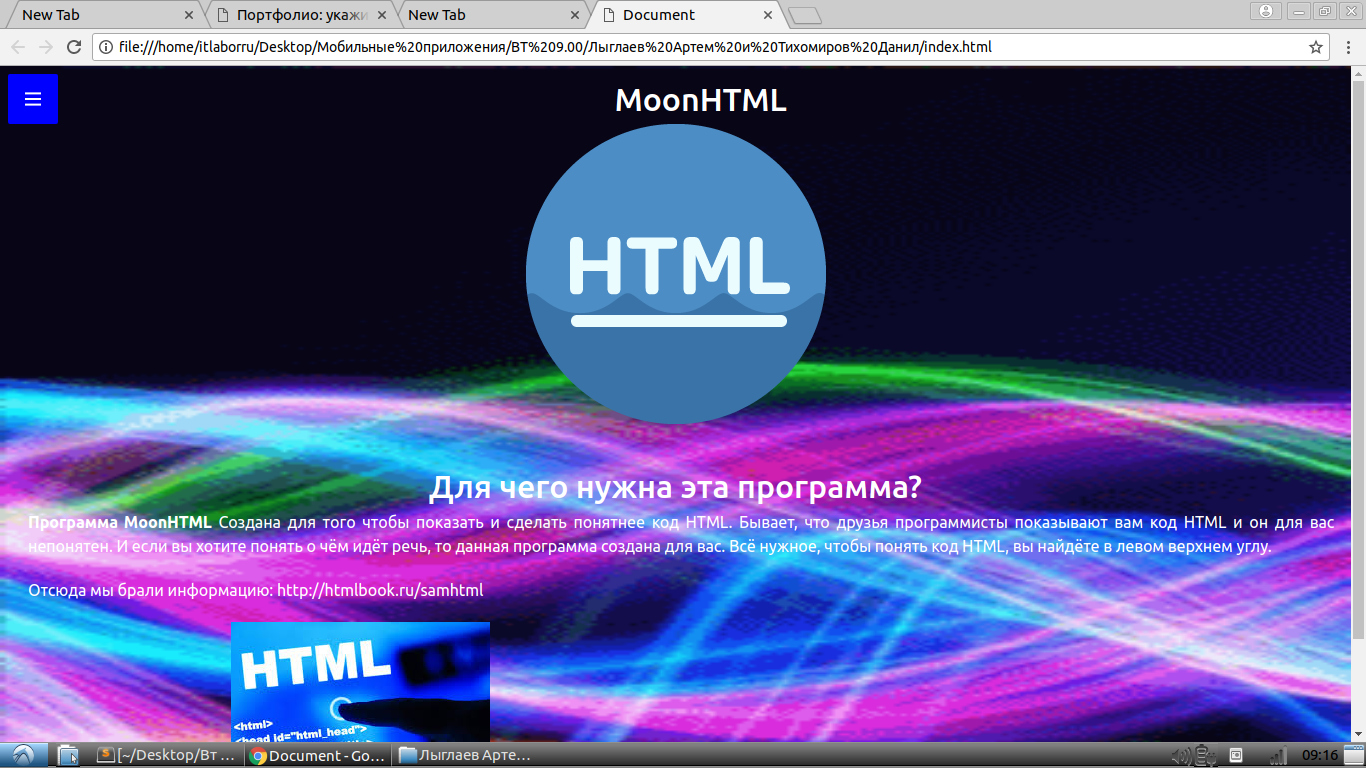 New Tab
Портфолио: укажи
New Tab
Document
file:///home/itlaborru/Desktop/Мобильные%20приложения/ВТ%209.00/Лыглаев%20Артем%20и%20Тихомиров%20Данил/index.html
MoonHTML
HTML
Для чего нужна эта программа?
Программа MoonHTML Создана для того чтобы показать и сделать понятнее код HTML. Бывает, что друзья программисты показывают вам код HTML и он для вас
непонятен. И если вы хотите понять о чём идёт речь, то данная программа создана для вас. Всё нужное, чтобы понять код HTML, вы найдёте в левом верхнем углу.
Отсюда мы брали информацию: http://htmlbook.ru/samhtml
HTML
<html>
<head id="html_head">
[~/Desktop/Вт ...
Document - Go...
Лыглаев Арте...
09:16